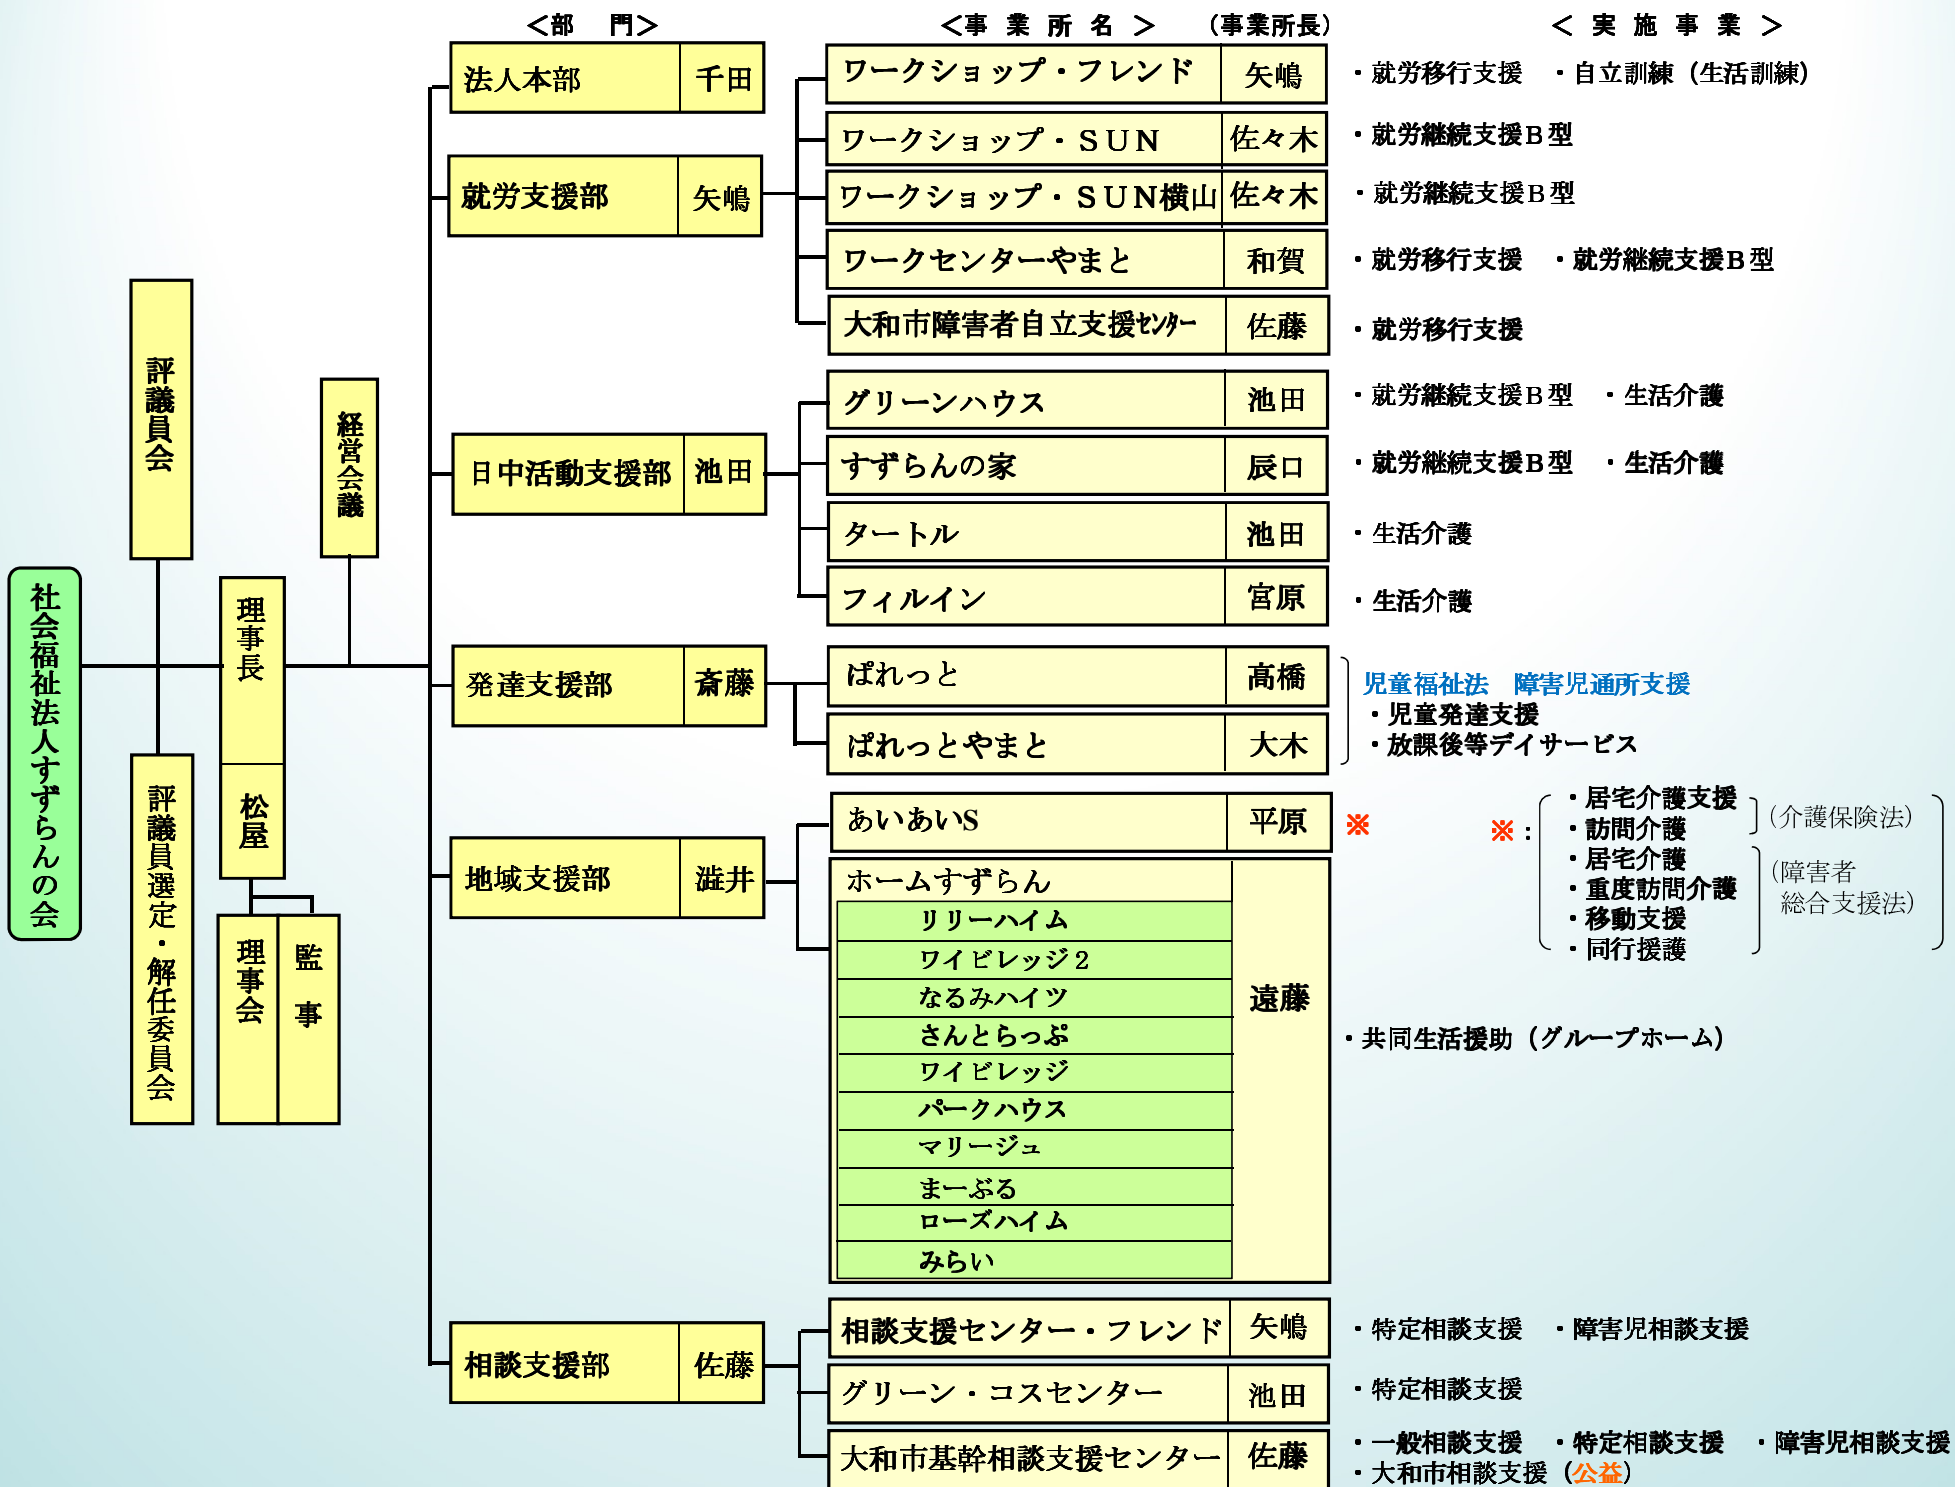 ＜部　門＞
＜事 業 所 名 ＞
（事業所長）
＜ 実 施 事 業 ＞
社会福祉法人すずらんの会
評議員会
評議員選定・解任委員会
理事長
松屋
理事会
監 事
経営会議
法人本部
千田
就労支援部
矢嶋
ワークショップ・フレンド
矢嶋
・就労移行支援　・自立訓練（生活訓練）
ワークショップ・ＳＵＮ
佐々木
・就労継続支援Ｂ型
ワークショップ・ＳＵＮ横山
佐々木
・就労継続支援Ｂ型
ワークセンターやまと
和賀
・就労移行支援　・就労継続支援Ｂ型
大和市障害者自立支援ｾﾝﾀｰ
佐藤
・就労移行支援
日中活動支援部
池田
グリーンハウス
池田
・就労継続支援Ｂ型　・生活介護
すずらんの家
辰口
・就労継続支援Ｂ型　・生活介護
タートル
池田
・生活介護
フィルイン
宮原
・生活介護
発達支援部
斎藤
ぱれっと
高橋
ぱれっとやまと
大木
児童福祉法　障害児通所支援
・児童発達支援
・放課後等デイサービス
地域支援部
澁井
あいあいS
平原
※
※：
・居宅介護支援
・訪問介護
（介護保険法）
・居宅介護
・重度訪問介護
・移動支援
・同行援護
（障害者
総合支援法）
ホームすずらん
リリーハイム
ワイビレッジ２
なるみハイツ
さんとらっぷ
ワイビレッジ
パークハウス
マリージュ
まーぶる
ローズハイム
みらい
遠藤
・共同生活援助（グループホーム）
相談支援部
佐藤
相談支援センター・フレンド
矢嶋
・特定相談支援　・障害児相談支援
グリーン・コスセンター
池田
・特定相談支援
大和市基幹相談支援センター
佐藤
・一般相談支援　・特定相談支援　・障害児相談支援
・大和市相談支援（公益）